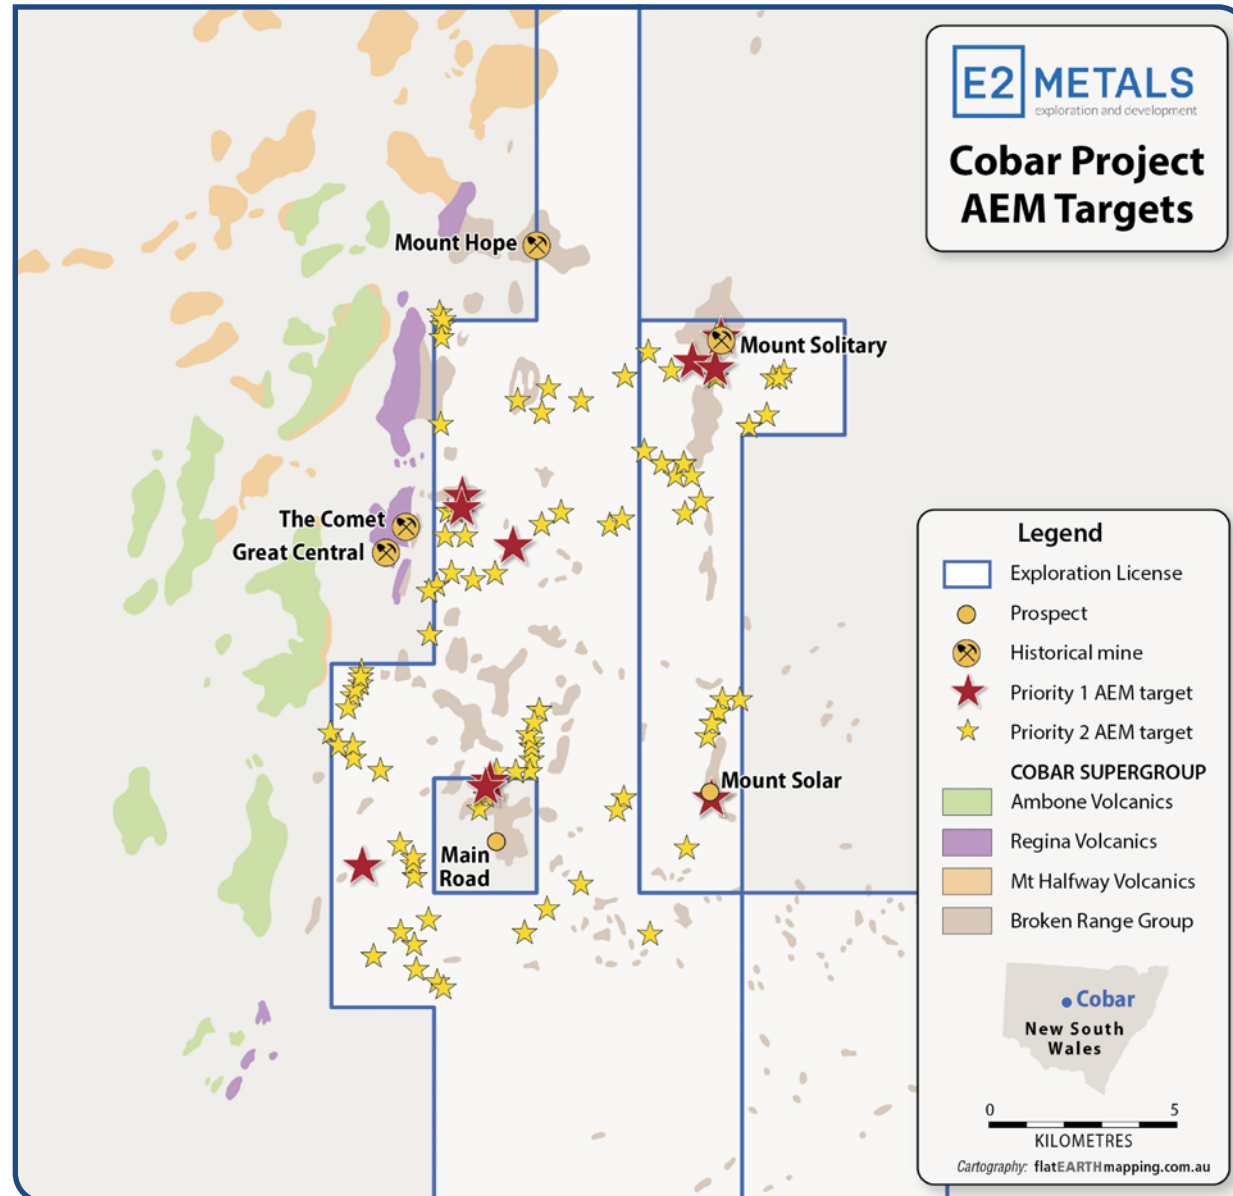 E2 METALS
exploration and development
Cobar Project
AEM Targets
Mount Hope
Mount Solitary
The Comet
Great Central
Mount Solar
Main
Road
Legend
Exploration License
Prospect
Historical mine
Priority 1 AEM target
Priority 2 AEM target
COBAR SUPERGROUP
Ambone Volcanics
Regina Volcanics
Mt Halfway Volcanics
Broken Range Group
Cobar
New South
Wales
0 5
KILOMETRES
Cartography: flatEARTHmapping.com.au